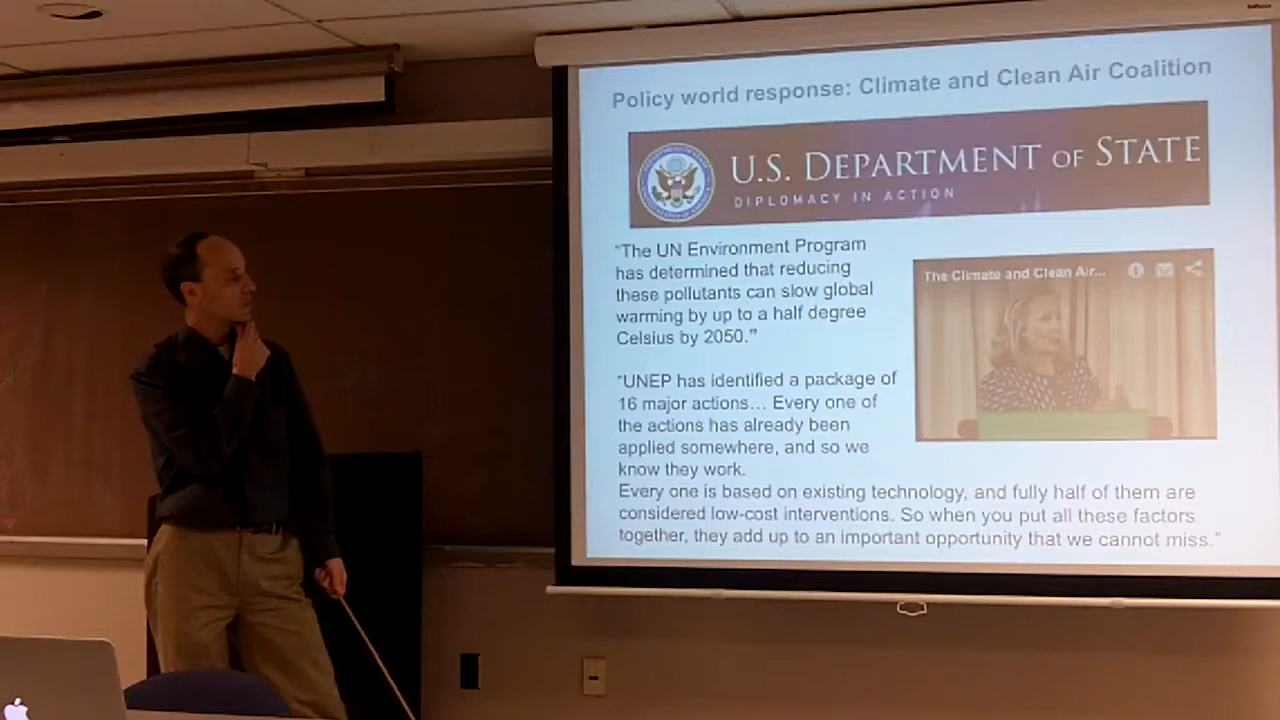 Policy world response: Climate and Clean Air Coalition
U.S. DEPARTMENT OF STATE
DIPLOMACY IN ACTION
“The UN Environment Program
has determined that reducing
these pollutants can slow global
warming by up to a half degree
Celsius by 2050.”
The Climate and Clean Air...
“UNEP has identified a package of
16 major actions… Every one of
the actions has already been
applied somewhere, and so we
know they work.
Every one is based on existing technology, and fully half of them are
considered low-cost interventions. So when you put all these factors
together, they add up to an important opportunity that we cannot miss.”